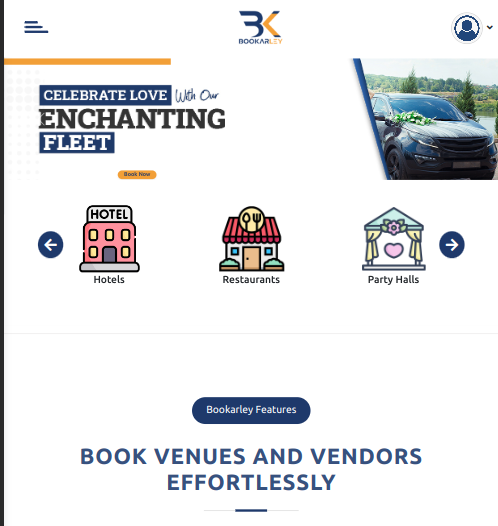 BK
BOOKARLEY
CELEBRATE LOVE With Our
ENCHANTING
FLEET
Book Now
HOTEL
Hotels
Restaurants
Party Halls
Bookarley Features
BOOK VENUES AND VENDORS
EFFORTLESSLY